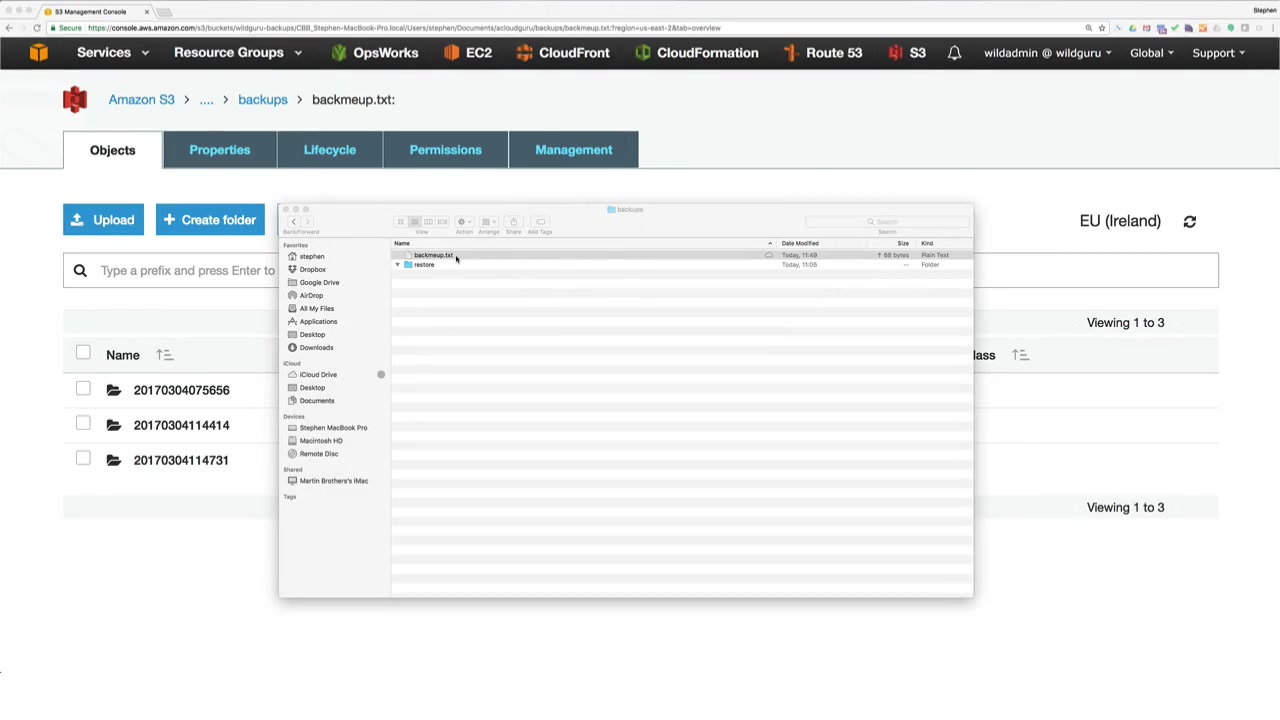 S3 Management Console
Stephen
Secure https://console.aws.amazon.com/s3/buckets/wildguru-backups/CBB_Stephen-MacBook-Pro.local/Users/stephen/Documents/acloudguru/backups/backmeup.txt/?region=us-east-2&tab=overview
Services Resource Groups OpsWorks EC2 CloudFront CloudFormation Route 53 S3 wildadmin @ wildguru Global Support
Amazon S3 > .... > backups > backmeup.txt:
Objects Properties Lifecycle Permissions Management
Upload + Create folder
EU (Ireland)
Type a prefix and press Enter to
Viewing 1 to 3
Name
lass
20170304075656
20170304114414
20170304114731
Viewing 1 to 3
backups
Search
Back/Forward View Action Arrange Share Add Tags Search
Favorites
stephen
Dropbox
Google Drive
AirDrop
All My Files
Applications
Desktop
Downloads
iCloud
iCloud Drive
Desktop
Documents
Devices
Stephen MacBook Pro
Macintosh HD
Remote Disc
Shared
Martin Brothers's iMac
Tags
Name Date Modified Size Kind
backmeup.txt Today, 11:49 ↑ 68 bytes Plain Text
restore Today, 11:06 -- Folder